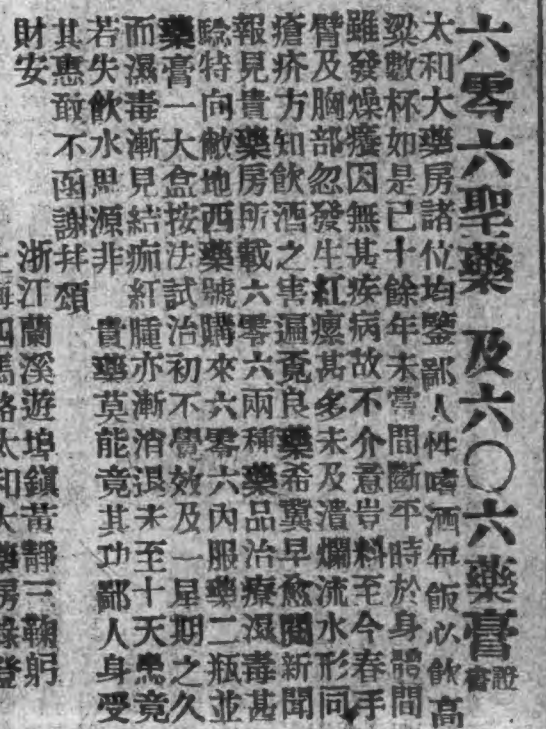 六零六聖藥 及六〇六藥膏 證書
太和大藥房諸位均鑒鄙人性嗜酒每飯必飲高
粱數杯如是已十餘年未嘗間斷平時於身體間
雖發燥癢因無甚疾病故不介意豈料至今春手
臂及胸部忽發生紅瘰甚多未及潰爛流水形同
瘡疥方知飲酒之害遍覓良藥希冀早愈閱新聞
報見貴藥房所載六零六兩種藥品治療濕毒甚
驗特向敝地西藥號購來六零六內服藥二瓶並
藥膏一大盒按法試治初不覺效及一星期之久
而濕毒漸見結痂紅腫亦漸消退未至十天患竟
若失飲水思源非 貴藥莫能竟其功鄙人身受
其惠敢不函謝幷頌
財安 浙江蘭溪遊埠鎮黃靜三鞠躬
上海四馬路太和大藥房錄登